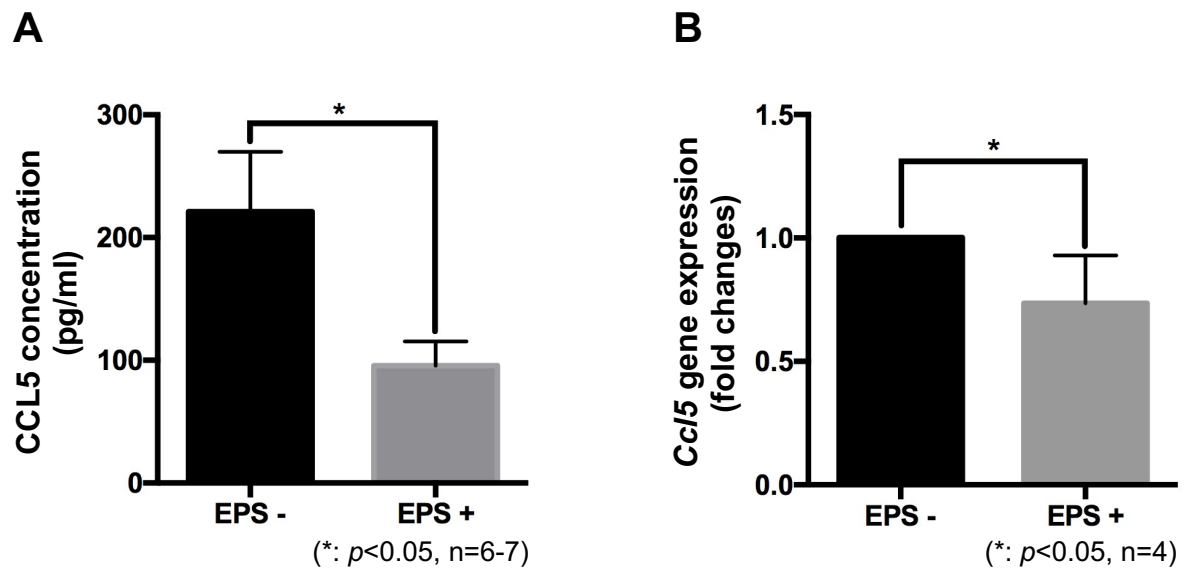 A
CCL5 concentration
(pg/ml)
300
200
100
0
*
EPS -
EPS +
(*: p<0.05, n=6-7)
B
Ccl5 gene expression
(fold changes)
1.5
1.0
0.5
0.0
*
EPS -
EPS +
(*: p<0.05, n=4)